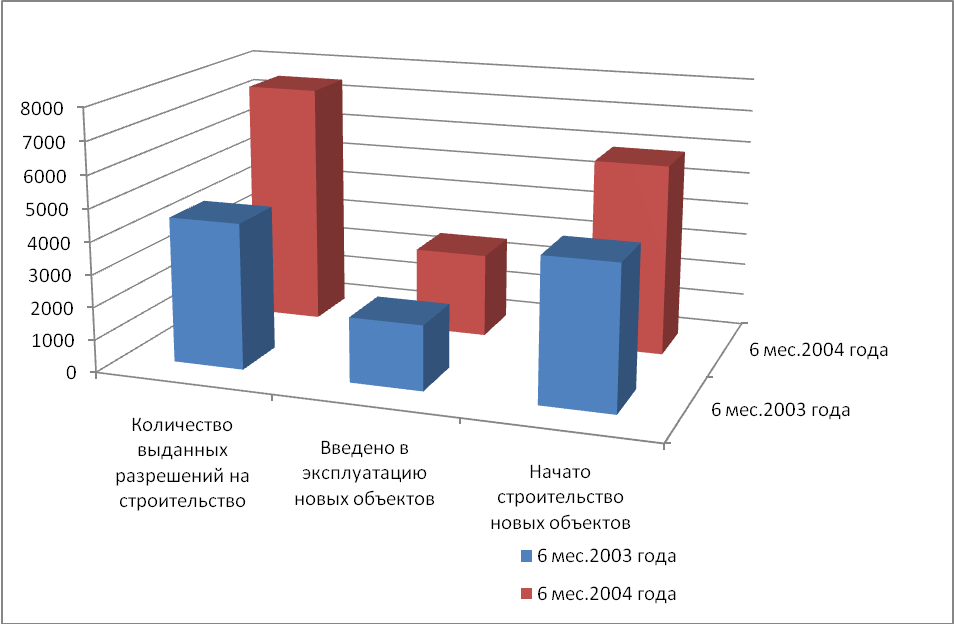 8000
7000
6000
5000
4000
3000
2000
1000
0
Количество
выданных
разрешений на
строительство
Введено в
эксплуатацию
новых объектов
Начато
строительство
новых объектов
6 мес.2004 года
6 мес.2003 года
6 мес.2003 года
6 мес.2004 года